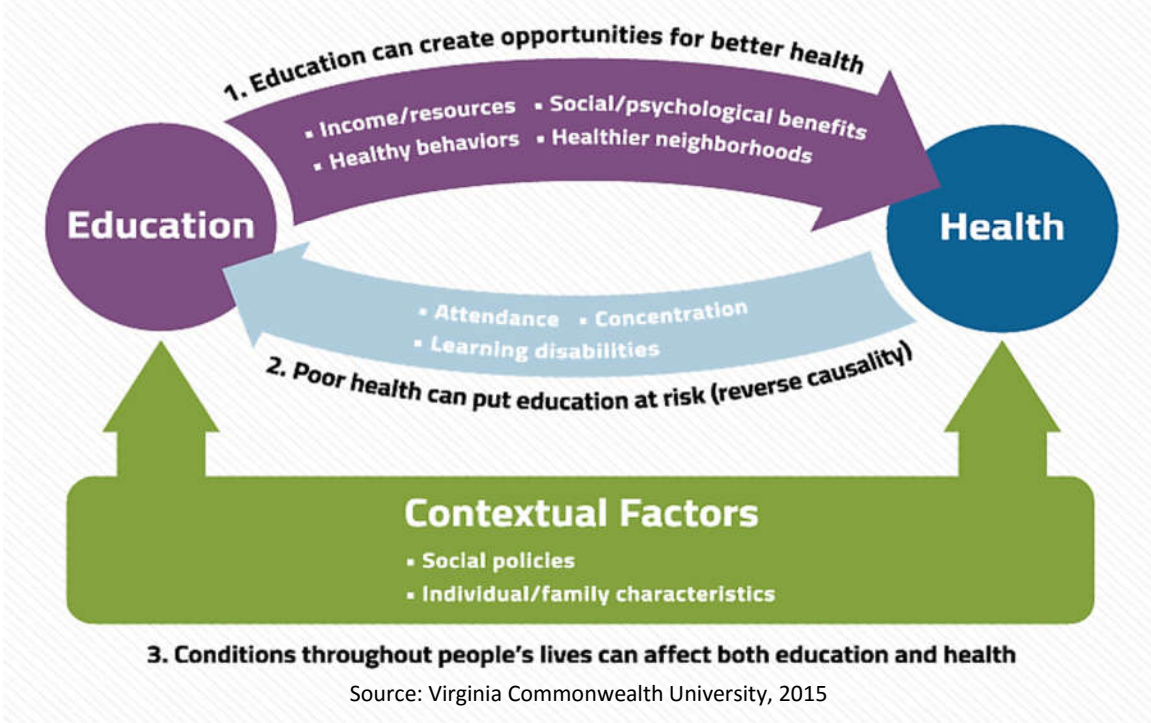 1. Education can create opportunities for better health
▪ Income/resources ▪ Social/psychological benefits
▪ Healthy behaviors ▪ Healthier neighborhoods
Education
Health
▪ Attendance ▪ Concentration
▪ Learning disabilities
2. Poor health can put education at risk (reverse causality)
Contextual Factors
▪ Social policies
▪ Individual/family characteristics
3. Conditions throughout people's lives can affect both education and health
Source: Virginia Commonwealth University, 2015